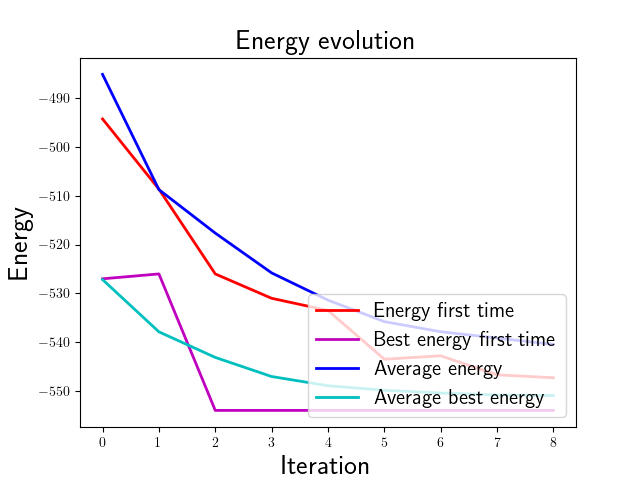 Energy evolution
Energy
−490
−500
−510
−520
−530
−540
−550
Energy first time
Best energy first time
Average energy
Average best energy
0 1 2 3 4 5 6 7 8
Iteration